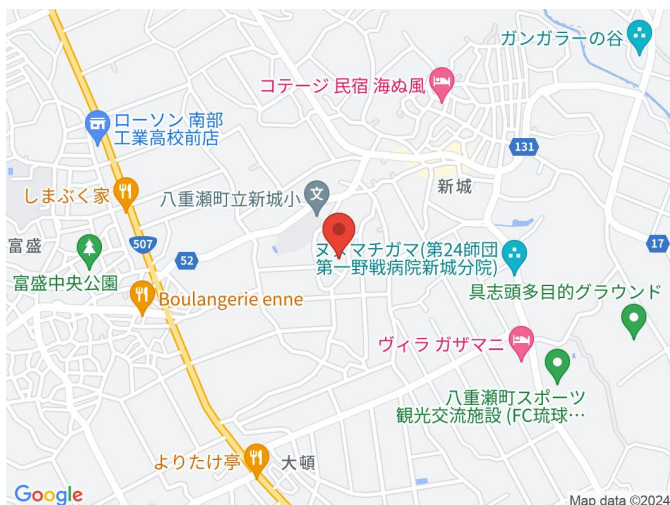 ガンガラーの谷
コテージ 民宿 海ぬ風
ローソン 南部
工業高校前店
131
新城
しまぶく家
八重瀬町立新城小
文
富盛
507
52
17
ヌヌマチガマ(第24師団
第一野戦病院新城分院)
富盛中央公園
具志頭多目的グラウンド
Boulangerie enne
ヴィラ ガザマニ
八重瀬町スポーツ
観光交流施設 (FC琉球…
よりたけ亭
大頓
Google
Map data ©2024